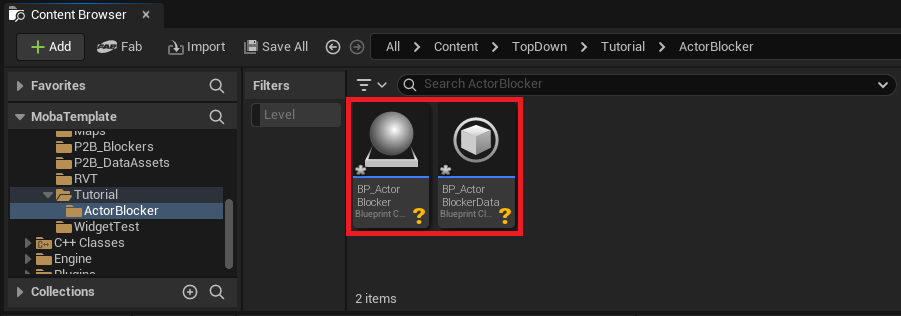 Content Browser
Add
Fab
Import
Save All
All
Content
TopDown
Tutorial
ActorBlocker
Favorites
Filters
Search ActorBlocker
MobaTemplate
Level
Maps
P2B_Blockers
P2B_DataAssets
RVT
Tutorial
ActorBlocker
WidgetTest
C++ Classes
Engine
Plugins
Collections
BP_Actor
Blocker
Blueprint C...
BP_Actor
BlockerData
Blueprint Cl...
2 items